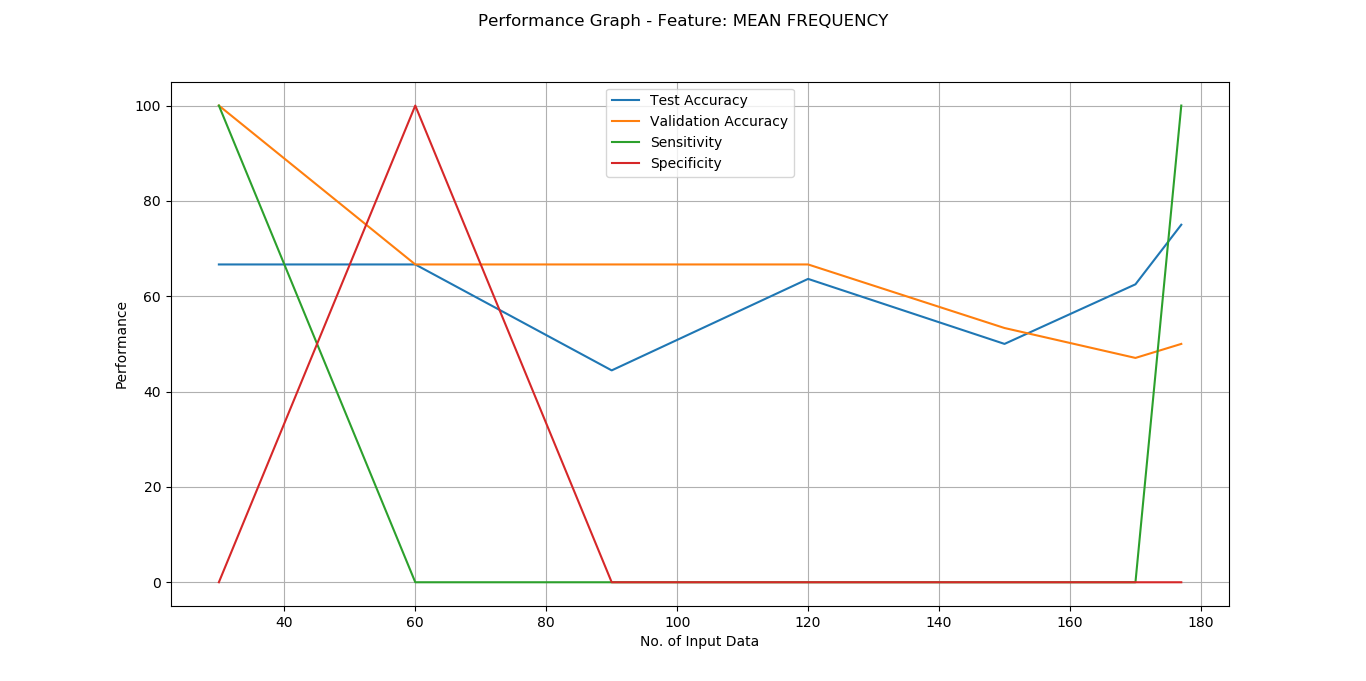 Performance Graph - Feature: MEAN FREQUENCY
Test Accuracy
Validation Accuracy
Sensitivity
Specificity
100
80
60
40
20
0
Performance
40 60 80 100 120 140 160 180
No. of Input Data